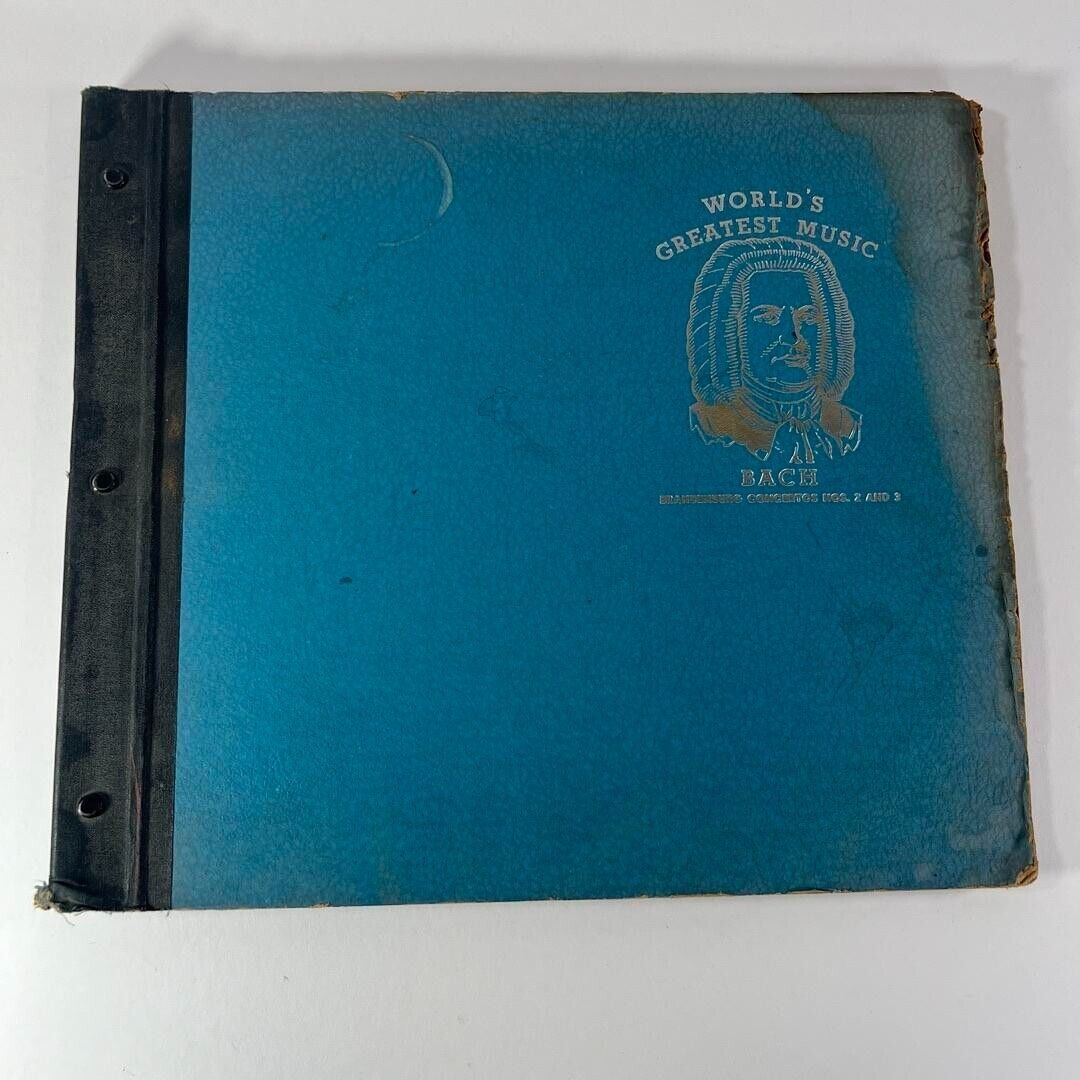 WORLD'S
GREATEST MUSIC
BACH
BRANDENBURG CONCERTOS NOS. 2 AND 3